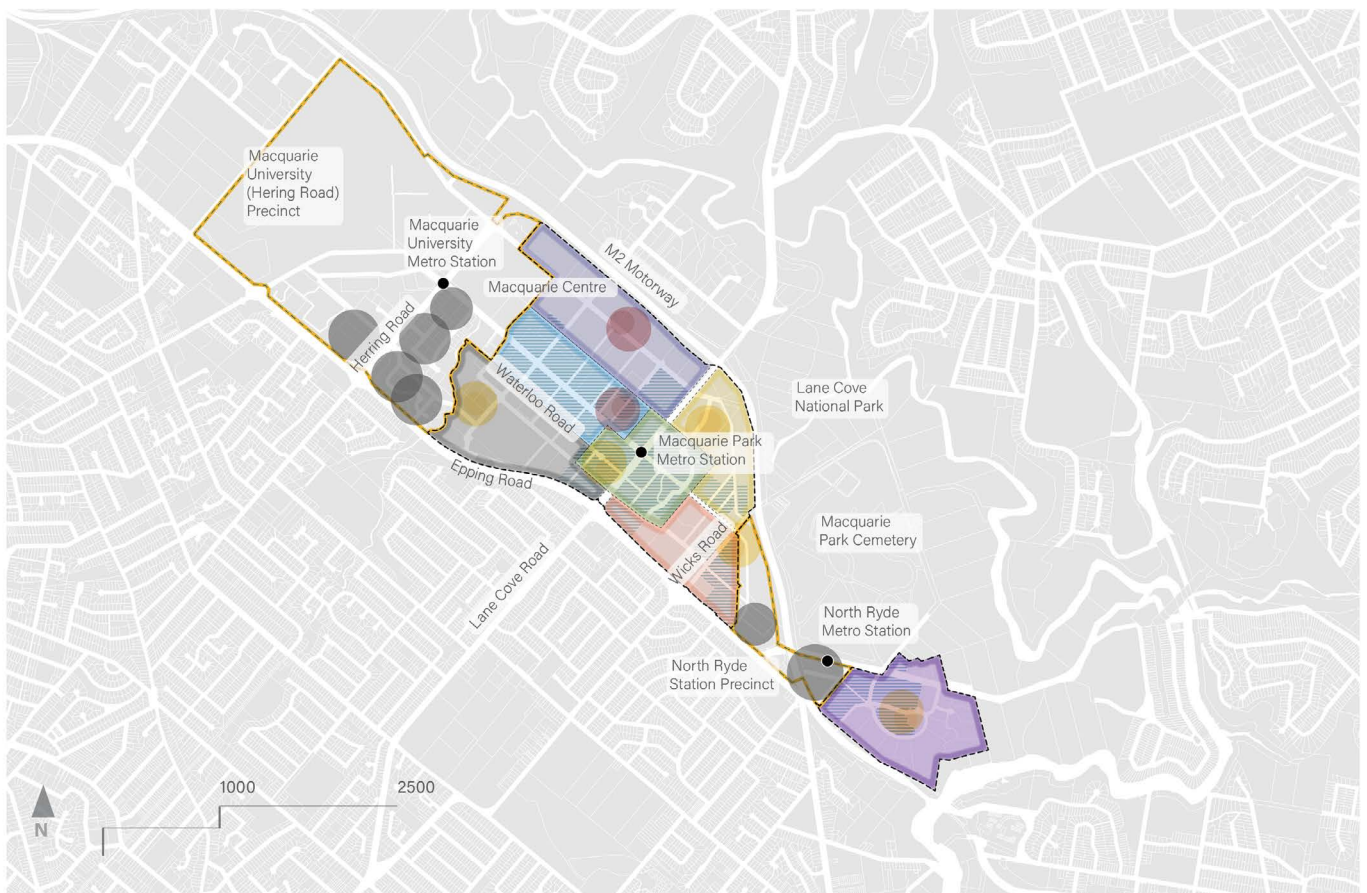 Macquarie
University
(Hering Road)
Precinct
Macquarie
University
Metro Station
M2 Motorway
Macquarie Centre
Herring Road
Waterloo Road
Lane Cove
National Park
Macquarie Park
Metro Station
Epping Road
Macquarie
Park Cemetery
Wicks Road
Lane Cove Road
North Ryde
Metro Station
North Ryde
Station Precinct
1000
2500
N